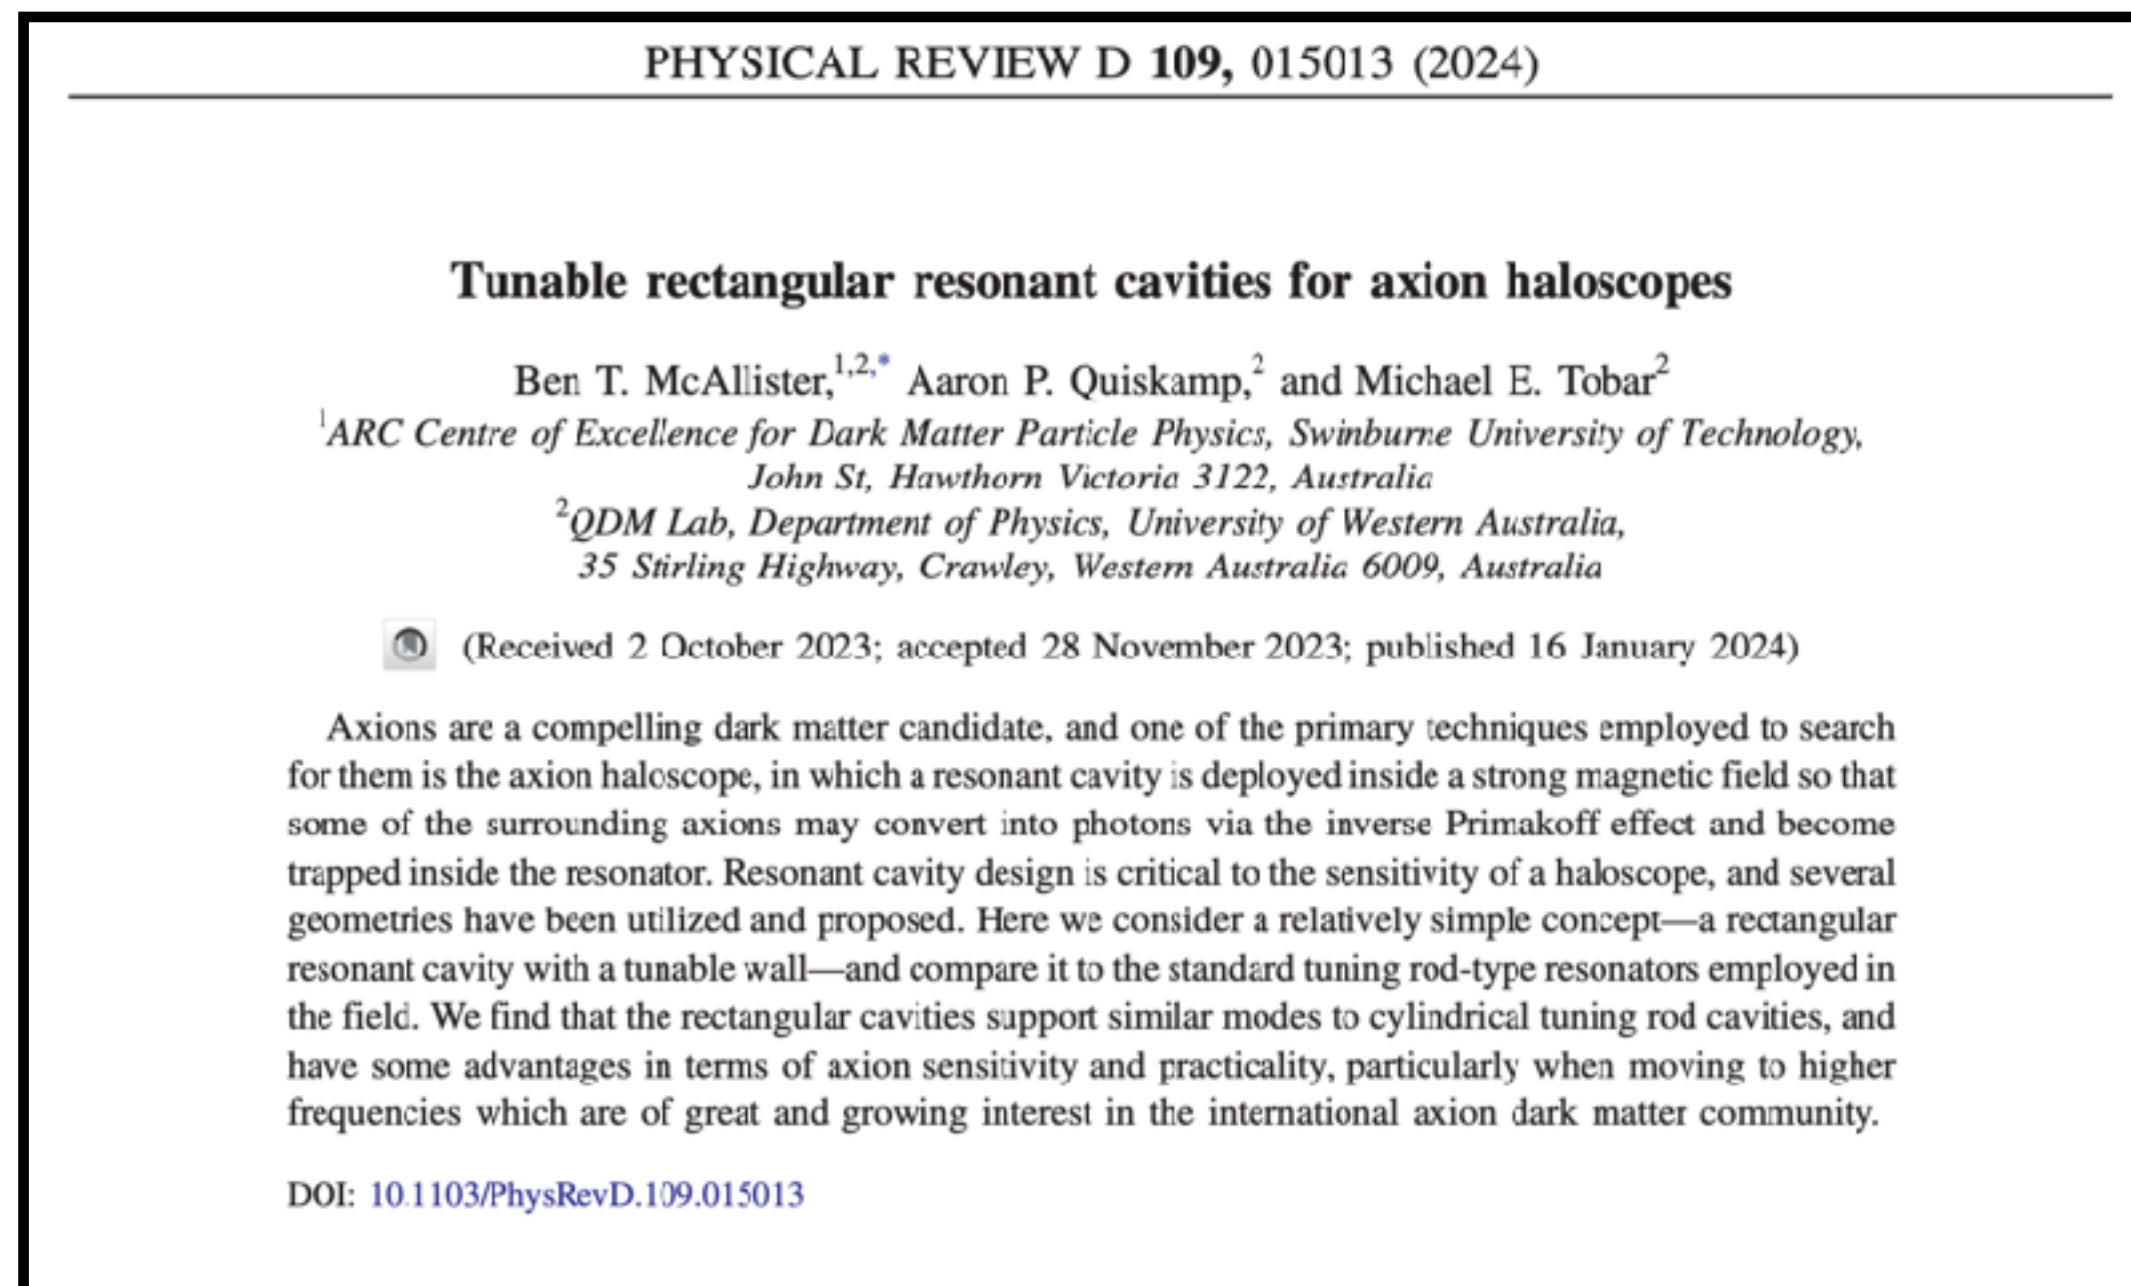 PHYSICAL REVIEW D 109, 015013 (2024)
Tunable rectangular resonant cavities for axion haloscopes
Ben T. McAllister,1,2,* Aaron P. Quiskamp,2 and Michael E. Tobar2
1ARC Centre of Excellence for Dark Matter Particle Physics, Swinburne University of Technology,
John St, Hawthorn Victoria 3122, Australia
2QDM Lab, Department of Physics, University of Western Australia,
35 Stirling Highway, Crawley, Western Australia 6009, Australia
(Received 2 October 2023; accepted 28 November 2023; published 16 January 2024)
Axions are a compelling dark matter candidate, and one of the primary techniques employed to search
for them is the axion haloscope, in which a resonant cavity is deployed inside a strong magnetic field so that
some of the surrounding axions may convert into photons via the inverse Primakoff effect and become
trapped inside the resonator. Resonant cavity design is critical to the sensitivity of a haloscope, and several
geometries have been utilized and proposed. Here we consider a relatively simple concept—a rectangular
resonant cavity with a tunable wall—and compare it to the standard tuning rod-type resonators employed in
the field. We find that the rectangular cavities support similar modes to cylindrical tuning rod cavities, and
have some advantages in terms of axion sensitivity and practicality, particularly when moving to higher
frequencies which are of great and growing interest in the international axion dark matter community.
DOI: 10.1103/PhysRevD.109.015013